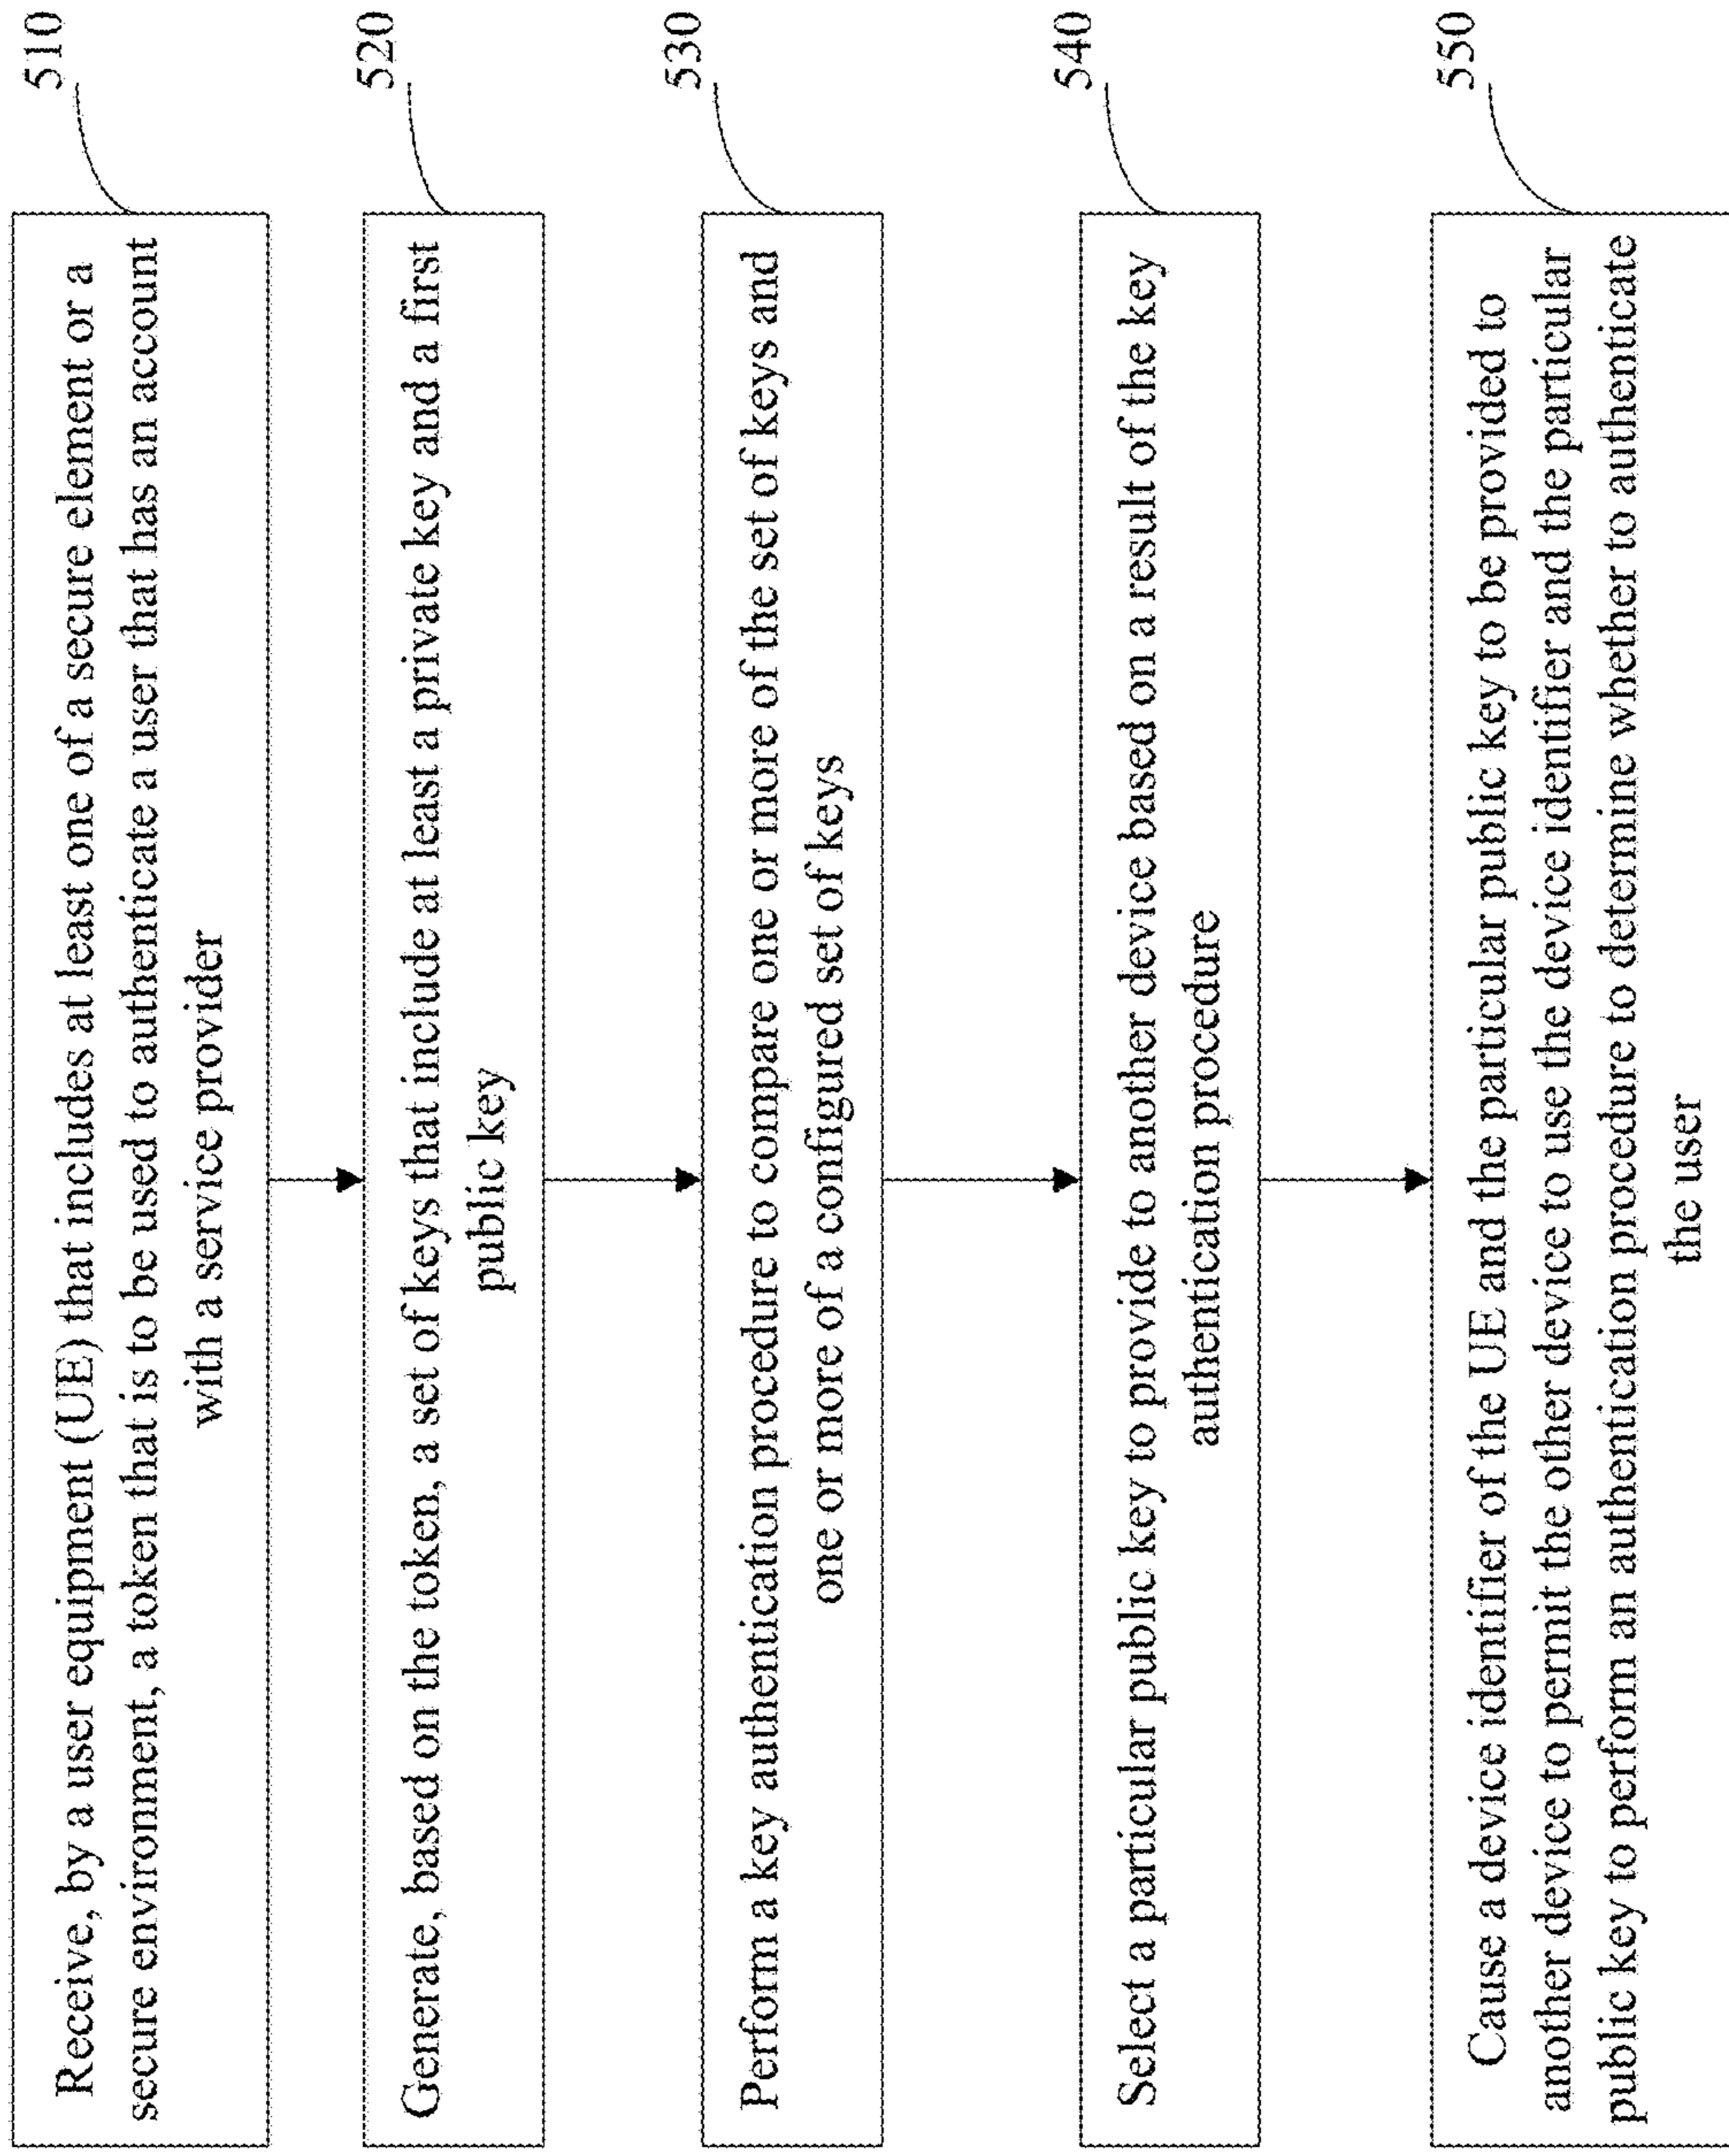 510
Receive, by a user equipment (UE) that includes at least one of a secure element or a
secure environment, a token that is to be used to authenticate a user that has an account
with a service provider
520
Generate, based on the token, a set of keys that include at least a private key and a first
public key
530
Perform a key authentication procedure to compare one or more of the set of keys and
one or more of a configured set of keys
540
Select a particular public key to provide to another device based on a result of the key
authentication procedure
550
Cause a device identifier of the UE and the particular public key to be provided to
another device to permit the other device to use the device identifier and the particular
public key to perform an authentication procedure to determine whether to authenticate
the user